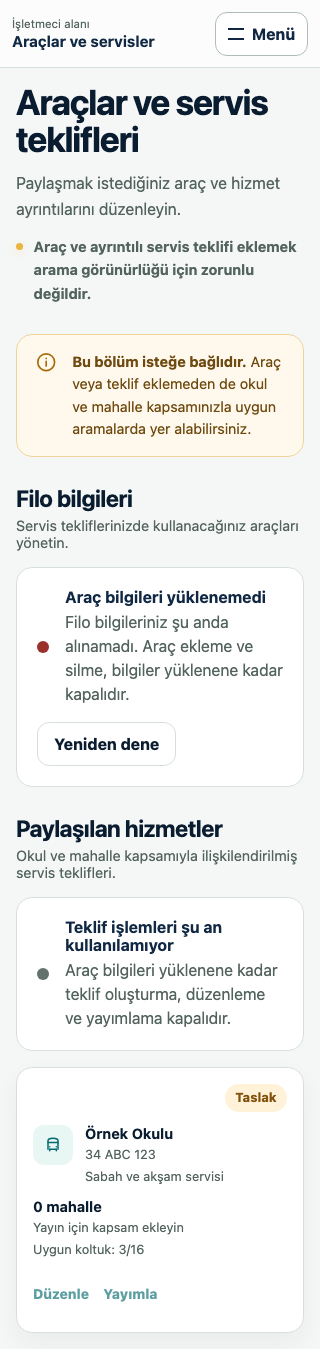 İşletmeci alanı
Araçlar ve servisler
Menü
Araçlar ve servis
teklifleri
Paylaşmak istediğiniz araç ve hizmet
ayrıntılarını düzenleyin.
Araç ve ayrıntılı servis teklifi eklemek
arama görünürlüğü için zorunlu
değildir.
Bu bölüm isteğe bağlıdır. Araç
veya teklif eklemeden de okul
ve mahalle kapsamınızla uygun
aramalarda yer alabilirsiniz.
Filo bilgileri
Servis tekliflerinizde kullanacağınız araçları
yönetin.
Araç bilgileri yüklenemedi
Filo bilgileriniz şu anda
alınamadı. Araç ekleme ve
silme, bilgiler yüklenene kadar
kapalıdır.
Yeniden dene
Paylaşılan hizmetler
Okul ve mahalle kapsamıyla ilişkilendirilmiş
servis teklifleri.
Teklif işlemleri şu an
kullanılamıyor
Araç bilgileri yüklenene kadar
teklif oluşturma, düzenleme
ve yayımlama kapalıdır.
Taslak
Örnek Okulu
34 ABC 123
Sabah ve akşam servisi
0 mahalle
Yayın için kapsam ekleyin
Uygun koltuk: 3/16
Düzenle Yayımla